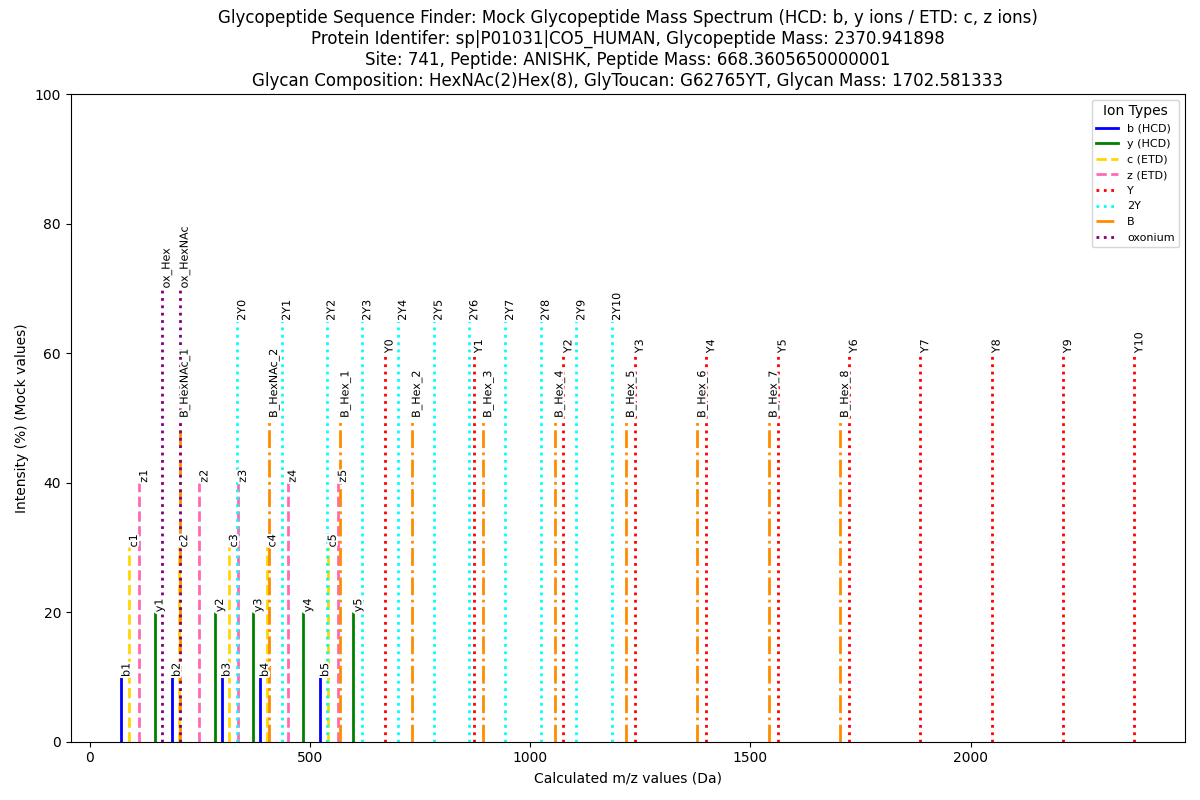 Glycopeptide Sequence Finder: Mock Glycopeptide Mass Spectrum (HCD: b, y ions / ETD: c, z ions)
Protein Identifer: sp|P01031|CO5_HUMAN, Glycopeptide Mass: 2370.941898
Site: 741, Peptide: ANISHK, Peptide Mass: 668.3605650000001
Glycan Composition: HexNAc(2)Hex(8), GlyToucan: G62765YT, Glycan Mass: 1702.581333
Intensity (%) (Mock values)
100
80
60
40
20
0
Ion Types
b (HCD)
y (HCD)
c (ETD)
z (ETD)
Y
2Y
B
oxonium
ox_Hex
ox_HexNAc
2Y0
2Y1
2Y2
2Y3
2Y4
2Y5
2Y6
2Y7
2Y8
2Y9
2Y10
Y0
Y1
Y2
Y3
Y4
Y5
Y6
Y7
Y8
Y9
Y10
B_HexNAc_1
B_HexNAc_2
B_Hex_1
B_Hex_2
B_Hex_3
B_Hex_4
B_Hex_5
B_Hex_6
B_Hex_7
B_Hex_8
z1
z2
z3
z4
z5
c1
c2
c3
c4
c5
y1
y2
y3
y4
y5
b1
b2
b3
b4
b5
0
500
1000
1500
2000
Calculated m/z values (Da)